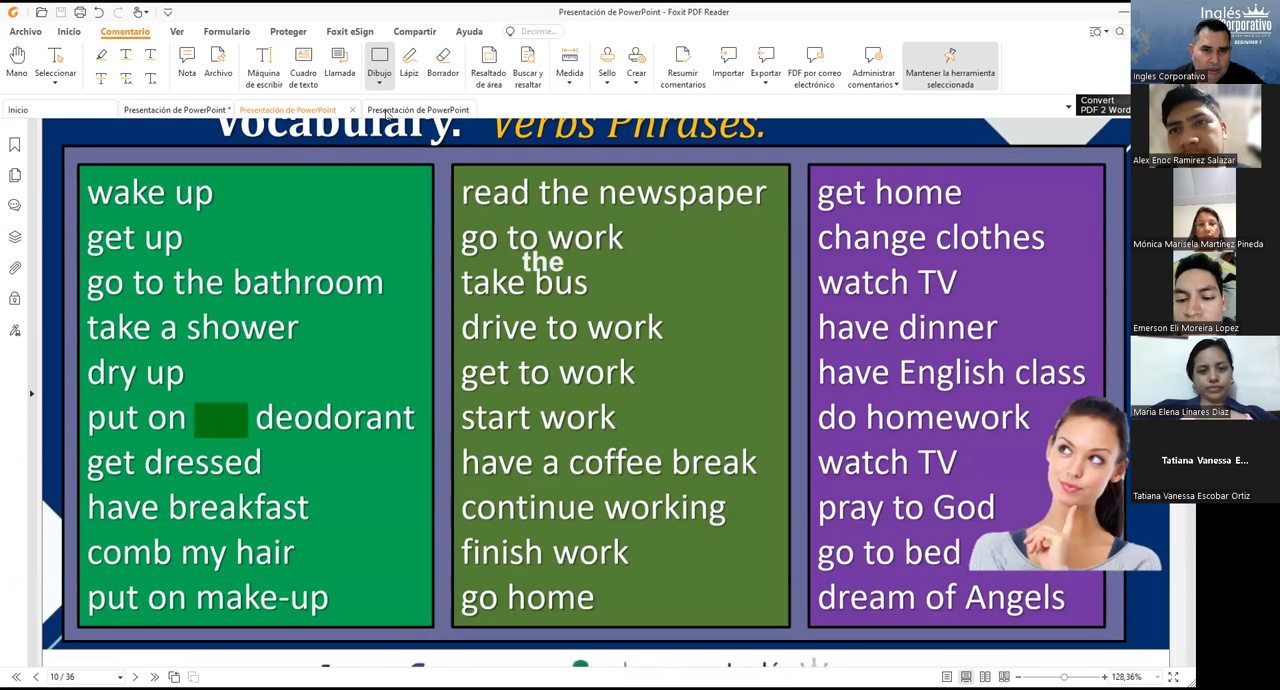 Presentación de PowerPoint - Foxit PDF Reader
Archivo Inicio Comentario Ver Formulario Proteger Foxit eSign Compartir Ayuda Decirme...
Mano
Seleccionar
Nota
Archivo
Máquina de escribir
Cuadro de texto
Llamada
Dibujo
Lápiz
Borrador
Resaltado de área
Buscar y resaltar
Medida
Sello
Crear
Resumir comentarios
Importar
Exportar
PDF por correo electrónico
Administrar comentarios
Mantener la herramienta seleccionada
Inicio
Presentación de PowerPoint *
Presentación de PowerPoint
Presentación de PowerPoint
Convert
PDF 2 Word
Vocabulary. Verbs Phrases.
wake up
get up
go to the bathroom
take a shower
dry up
put on deodorant
get dressed
have breakfast
comb my hair
put on make-up
read the newspaper
go to work
the
take bus
drive to work
get to work
start work
have a coffee break
continue working
finish work
go home
get home
change clothes
watch TV
have dinner
have English class
do homework
watch TV
pray to God
go to bed
dream of Angels
10 / 36
128,36%
Inglés
Corporativo
BEGINNER 1
Ingles Corporativo
Alex Enoc Ramirez Salazar
Mónica Marisela Martínez Pineda
Emerson Eli Moreira Lopez
Maria Elena Linares Diaz
Tatiana Vanessa E...
Tatiana Vanessa Escobar Ortiz